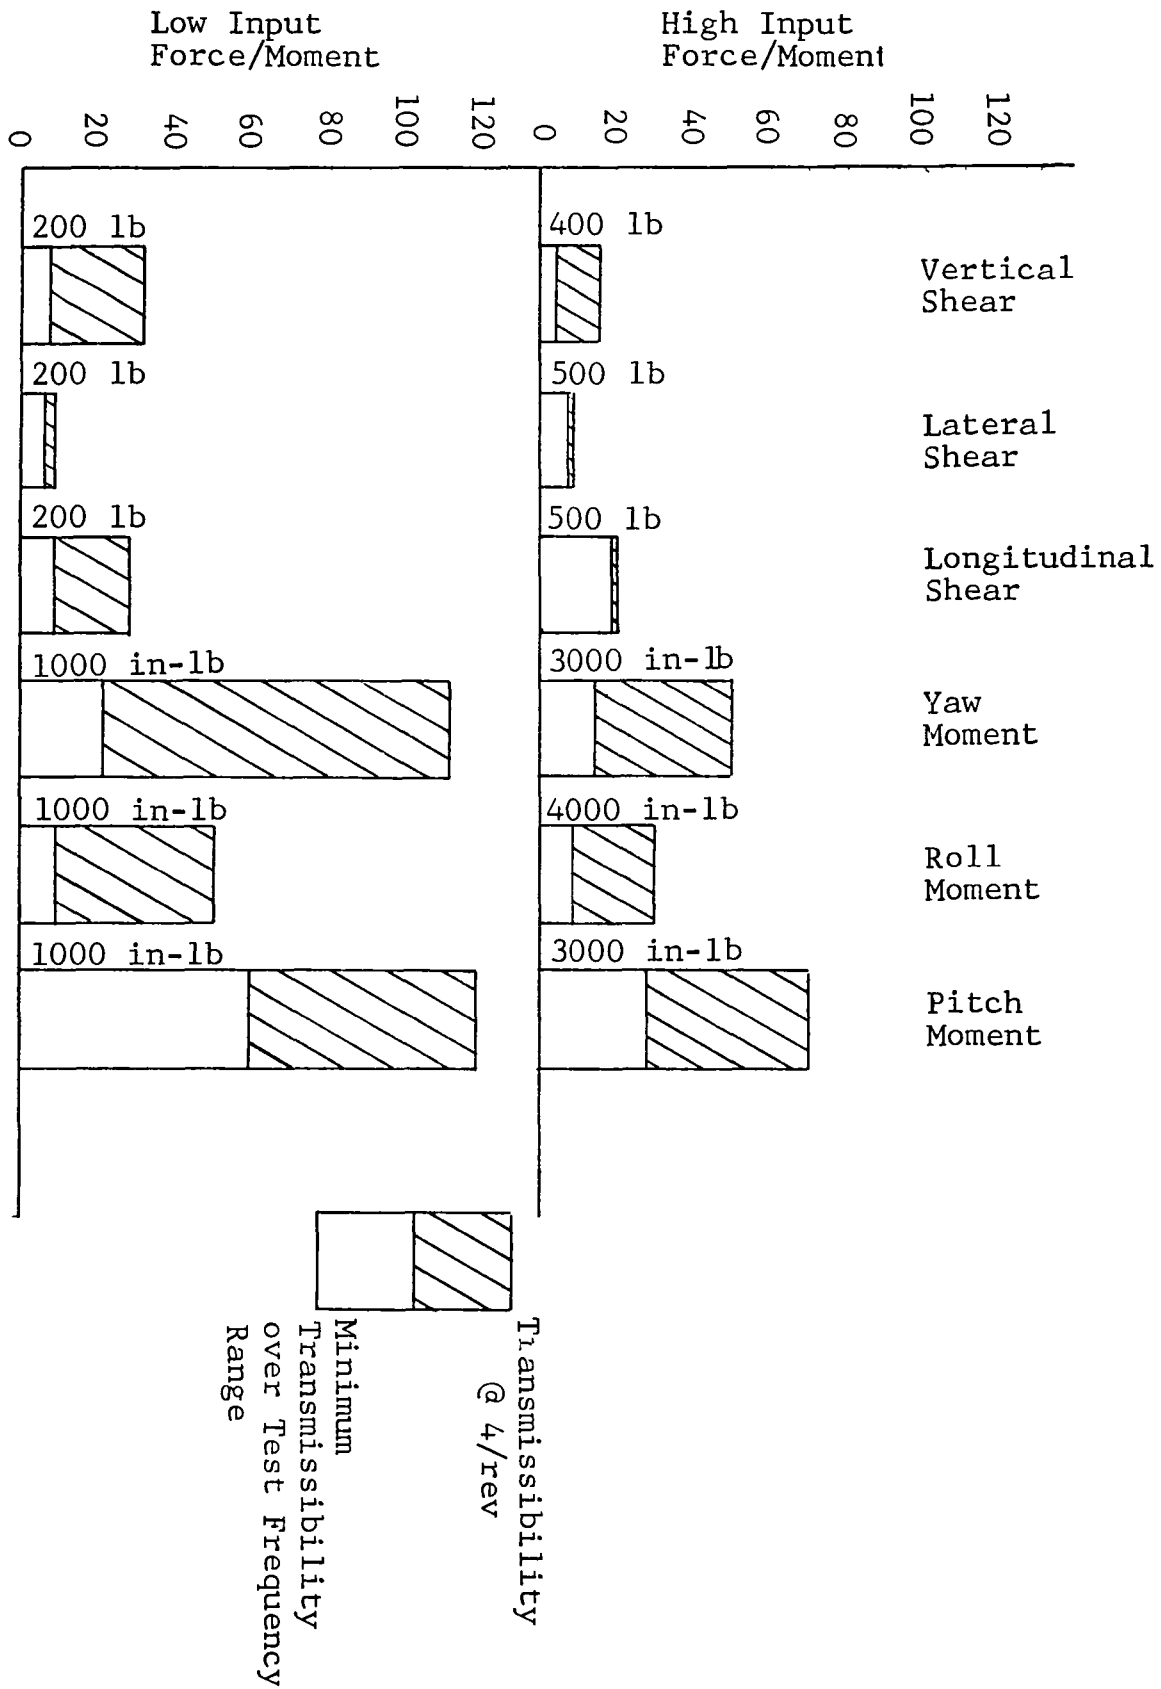 Low Input
Force/Moment
High Input
Force/Moment
0 20 40 60 80 100 120
0 20 40 60 80 100 120
200 lb
400 lb
Vertical
Shear
200 lb
500 lb
Lateral
Shear
200 lb
500 lb
Longitudinal
Shear
1000 in-lb
3000 in-lb
Yaw
Moment
1000 in-lb
4000 in-lb
Roll
Moment
1000 in-lb
3000 in-lb
Pitch
Moment
Transmissibility
@ 4/rev
Minimum
Transmissibility
over Test Frequency
Range